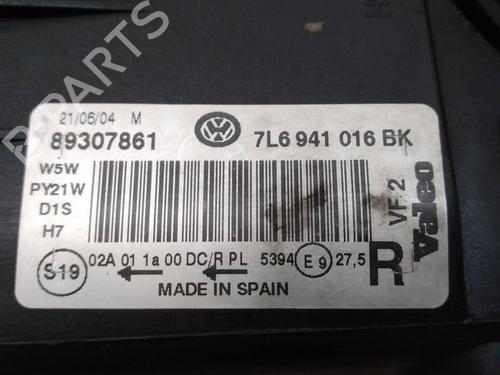 B-PARTS
21/06/04 M
89307861
7L6 941 016 BK
W5W
PY21W
D1S
H7
VF 2
Valeo
S19
02A 01 1a 00 DC/R PL
5394 E 9 27,5
R
MADE IN SPAIN